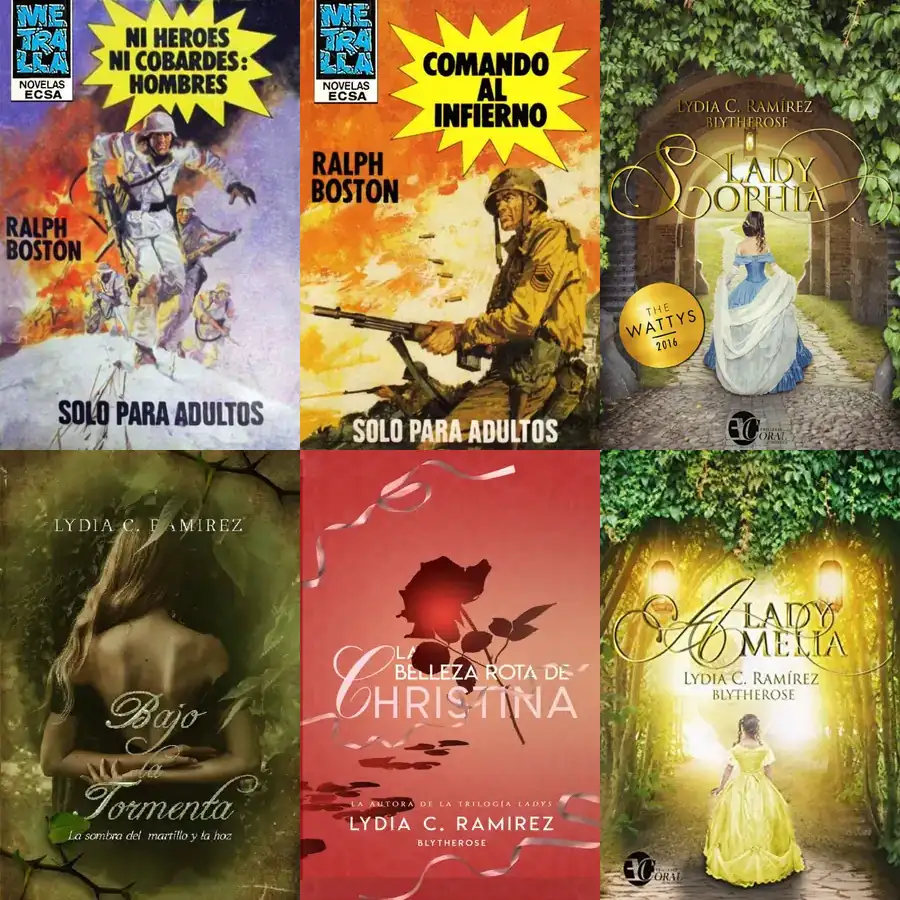 METRALLA
NOVELAS
ECSA
NI HEROES
NI COBARDES:
HOMBRES
RALPH
BOSTON
SOLO PARA ADULTOS
METRALLA
NOVELAS
ECSA
COMANDO
AL
INFIERNO
RALPH
BOSTON
SOLO PARA ADULTOS
LYDIA C. RAMÍREZ
BLYTHEROSE
LADY
SOPHIA
THE
WATTYS
2016
CORAL
LYDIA C. RAMIREZ
Bajo
la
Tormenta
La sombra del martillo y la hoz
LA
BELLEZA ROTA DE
CHRISTINA
LA AUTORA DE LA TRILOGÍA LADYS
LYDIA C. RAMIREZ
BLYTHEROSE
LADY
AMELIA
LYDIA C. RAMÍREZ
BLYTHEROSE
CORAL